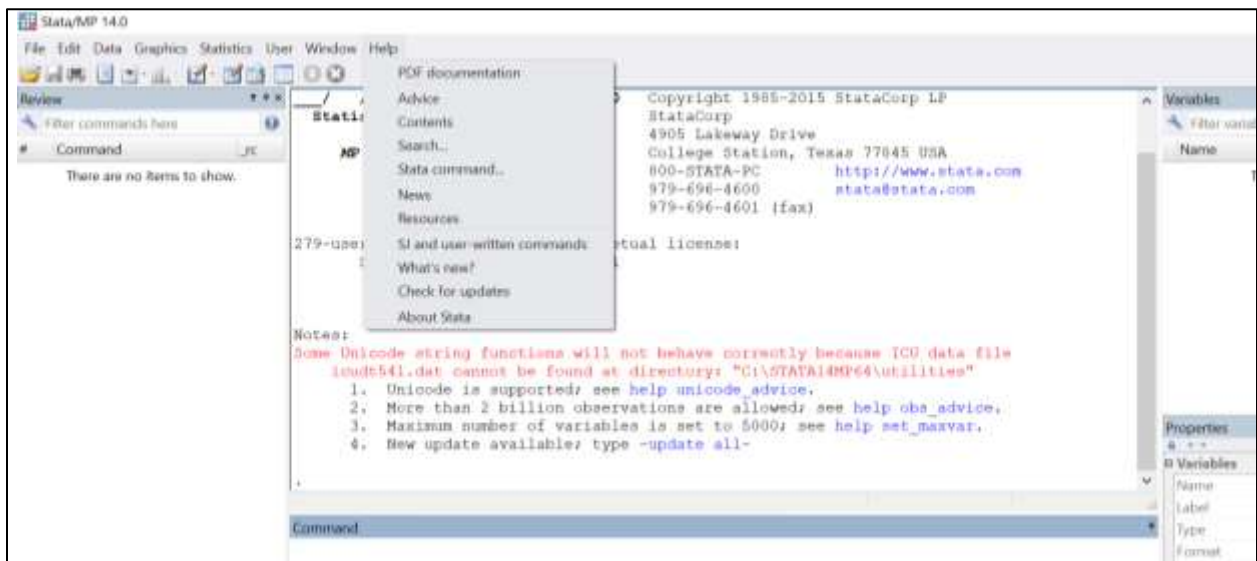 Stata/MP 14.0
File Edit Data Graphics Statistics User Window Help
Review
Filter commands here
# Command _rc
There are no items to show.
PDF documentation
Advice
Contents
Search...
Stata command...
News
Resources
SJ and user-written commands
What's new?
Check for updates
About Stata
Statis
MP
Copyright 1985-2015 StataCorp LP
StataCorp
4905 Lakeway Drive
College Station, Texas 77845 USA
800-STATA-PC http://www.stata.com
979-696-4600 stata@stata.com
979-696-4601 (fax)
279-use
tual license:
Notes:
Some Unicode string functions will not behave correctly because ICU data file
icudt54l.dat cannot be found at directory: "C:\STATA14MP64\utilities"
1. Unicode is supported; see help unicode_advice.
2. More than 2 billion observations are allowed; see help obs_advice.
3. Maximum number of variables is set to 5000; see help set_maxvar.
4. New update available; type -update all-
.
Command
Variables
Filter varia
Name
Properties
Variables
Name
Label
Type
Format